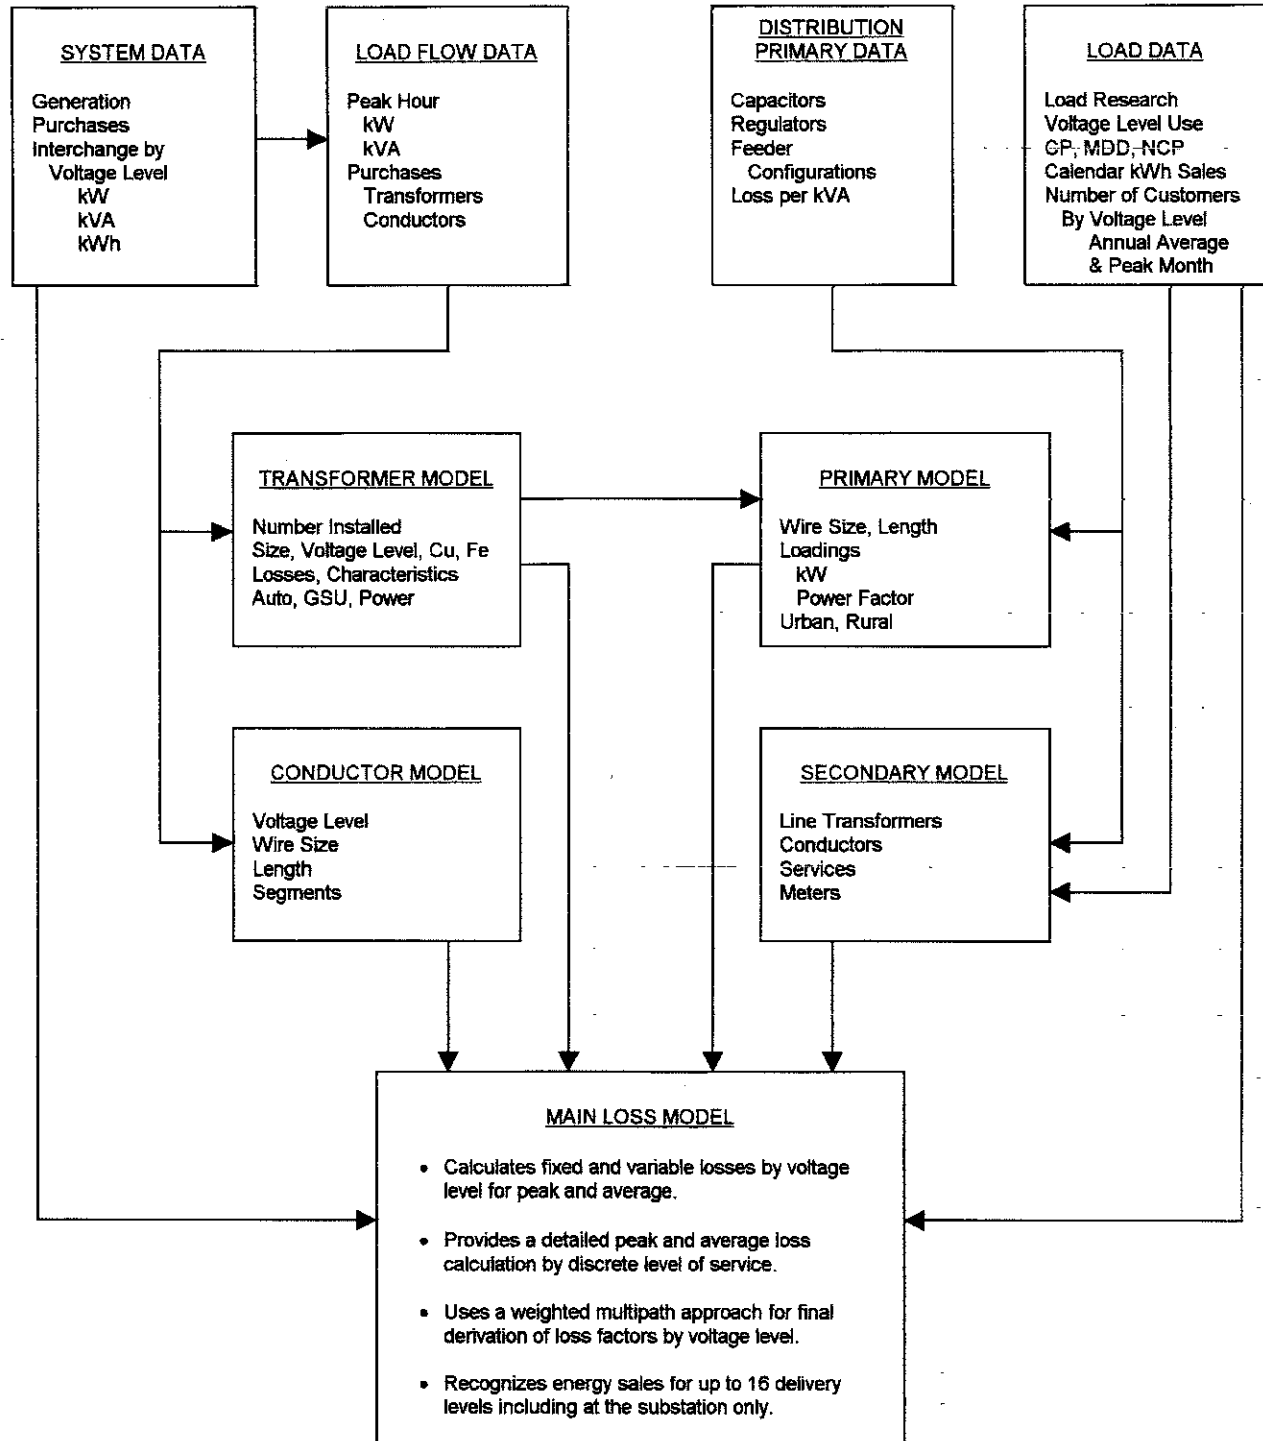 SYSTEM DATA
Generation
Purchases
Interchange by
Voltage Level
kW
kVA
kWh
LOAD FLOW DATA
Peak Hour
kW
kVA
Purchases
Transformers
Conductors
DISTRIBUTION
PRIMARY DATA
Capacitors
Regulators
Feeder
Configurations
Loss per kVA
LOAD DATA
Load Research
Voltage Level Use
CP, MDD, NCP
Calendar kWh Sales
Number of Customers
By Voltage Level
Annual Average
& Peak Month
TRANSFORMER MODEL
Number Installed
Size, Voltage Level, Cu, Fe
Losses, Characteristics
Auto, GSU, Power
PRIMARY MODEL
Wire Size, Length
Loadings
kW
Power Factor
Urban, Rural
CONDUCTOR MODEL
Voltage Level
Wire Size
Length
Segments
SECONDARY MODEL
Line Transformers
Conductors
Services
Meters
MAIN LOSS MODEL
• Calculates fixed and variable losses by voltage
level for peak and average.
• Provides a detailed peak and average loss
calculation by discrete level of service.
• Uses a weighted multipath approach for final
derivation of loss factors by voltage level.
• Recognizes energy sales for up to 16 delivery
levels including at the substation only.